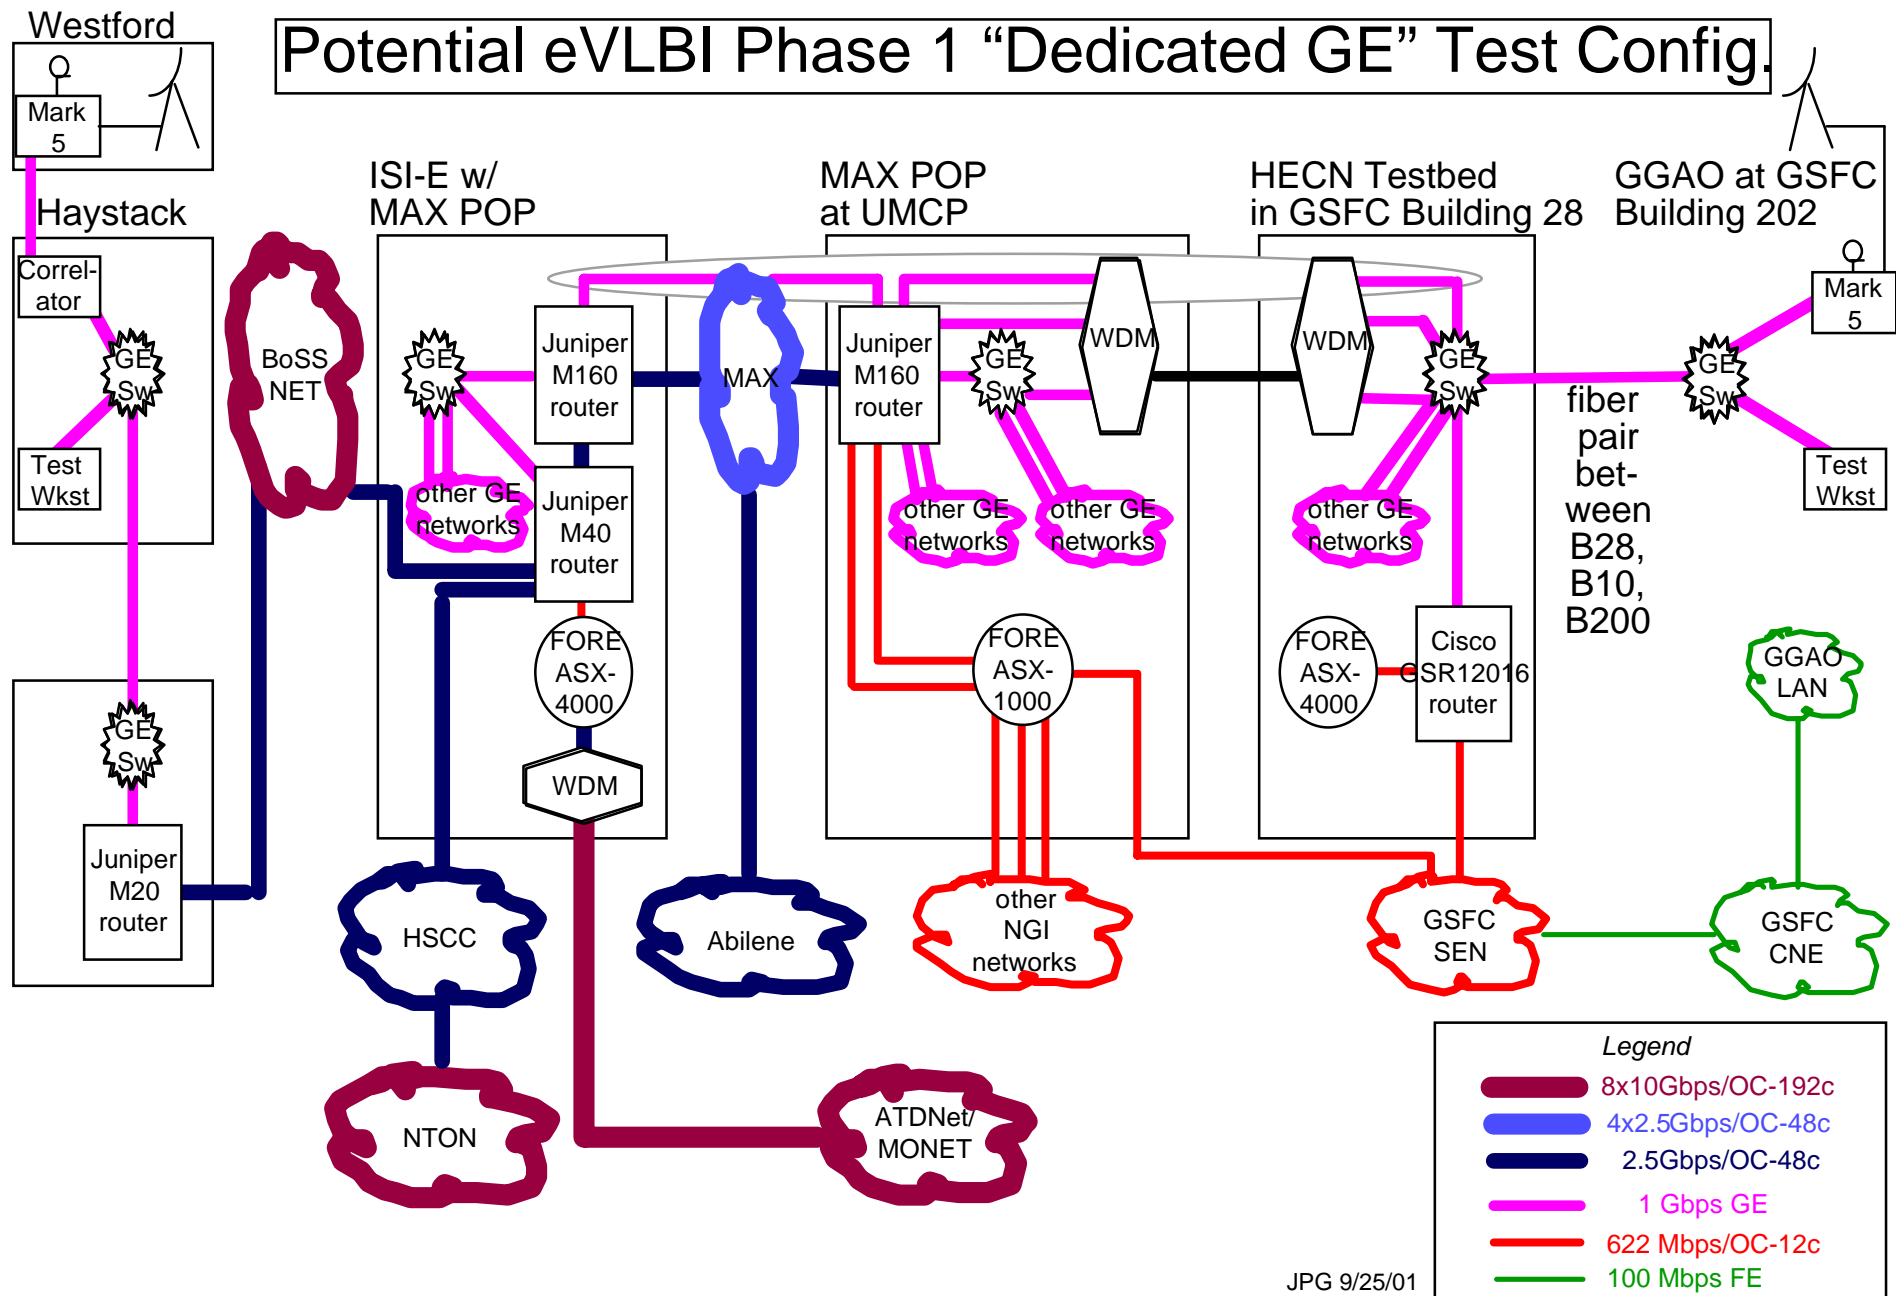 Westford
Potential eVLBI Phase 1 “Dedicated GE” Test Config.
Mark
5
ISI-E w/
MAX POP
MAX POP
at UMCP
HECN Testbed
in GSFC Building 28
GGAO at GSFC
Building 202
Haystack
Correl-
ator
GE
Sw
Test
Wkst
BoSS
NET
GE
Sw
Juniper
M160
router
other GE
networks
Juniper
M40
router
FORE
ASX-
4000
WDM
MAX
Juniper
M160
router
GE
Sw
WDM
other GE
networks
other GE
networks
FORE
ASX-
1000
WDM
GE
Sw
other GE
networks
FORE
ASX-
4000
Cisco
GSR12016
router
fiber
pair
bet-
ween
B28,
B10,
B200
GE
Sw
Mark
5
Test
Wkst
GGAO
LAN
GE
Sw
Juniper
M20
router
HSCC
Abilene
other
NGI
networks
GSFC
SEN
GSFC
CNE
NTON
ATDNet/
MONET
Legend
8x10Gbps/OC-192c
4x2.5Gbps/OC-48c
2.5Gbps/OC-48c
1 Gbps GE
622 Mbps/OC-12c
100 Mbps FE
JPG 9/25/01